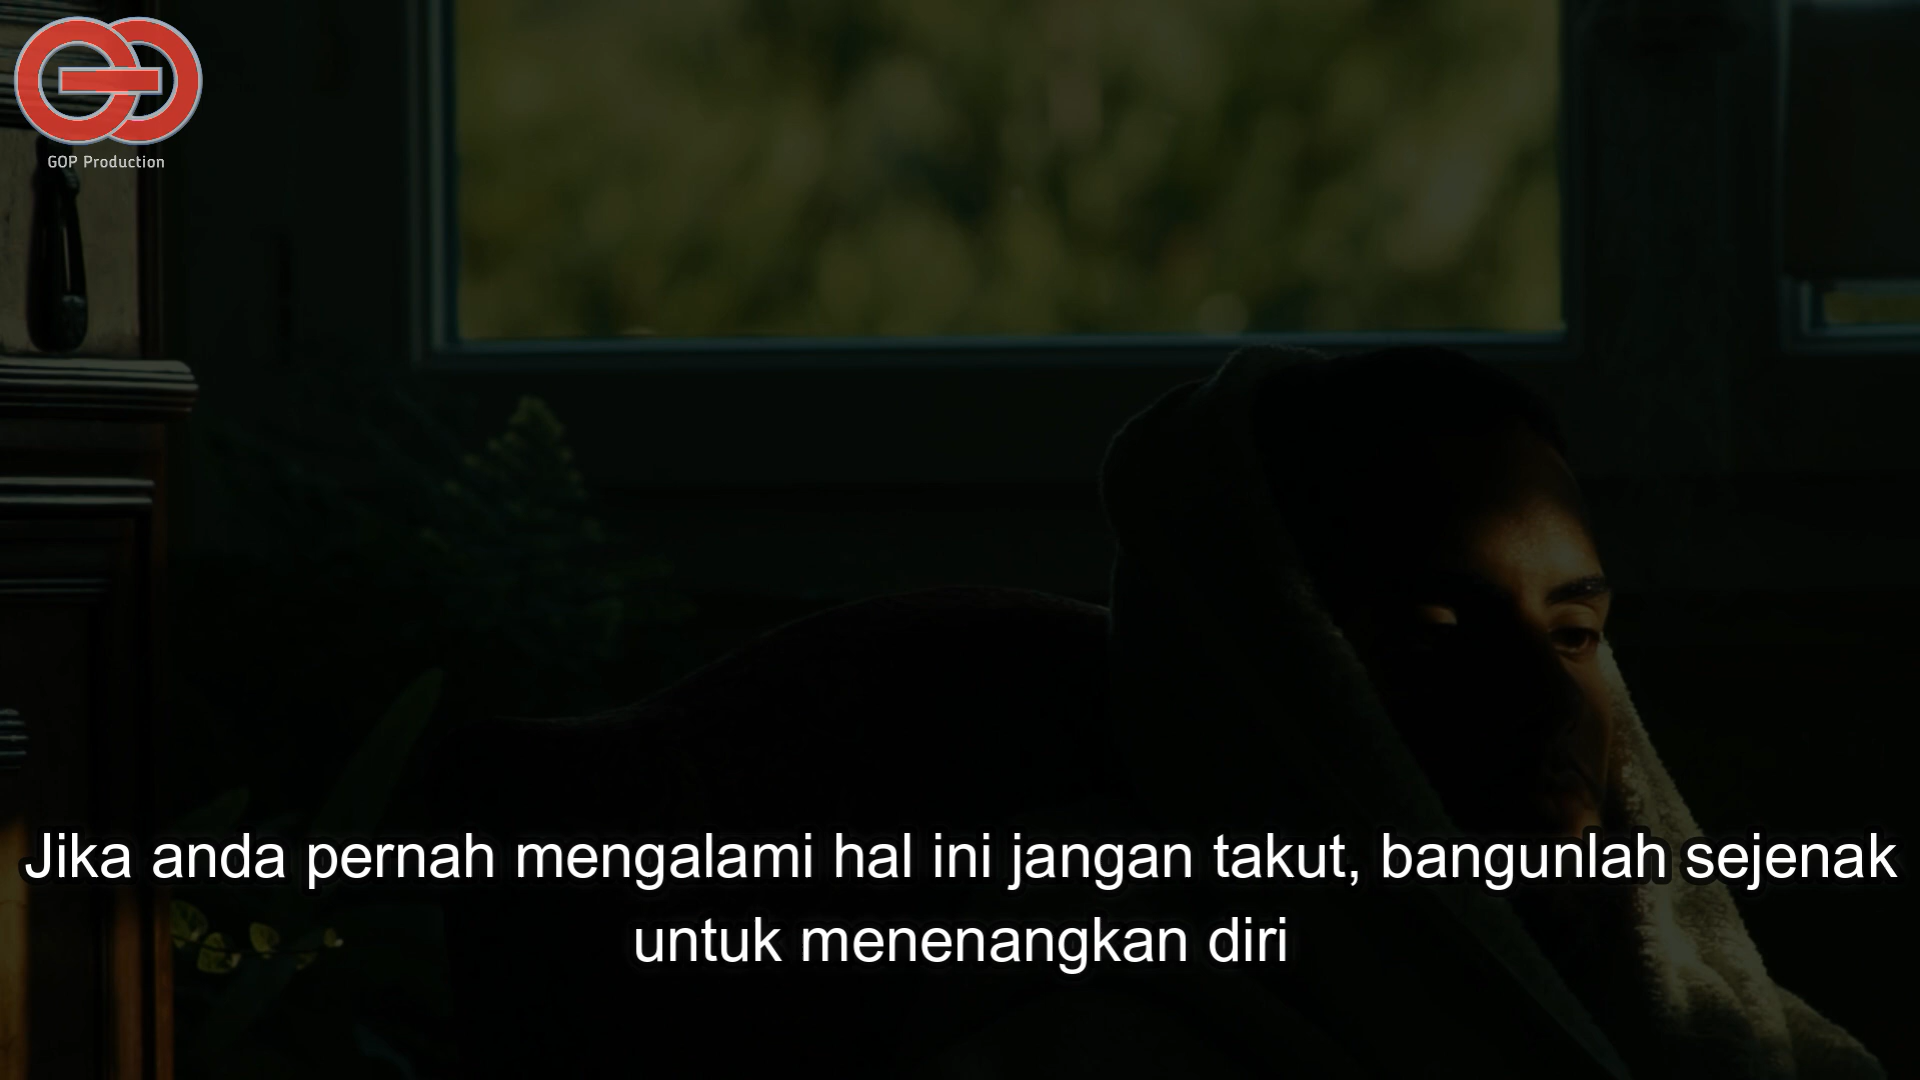 GOP Production
Jika anda pernah mengalami hal ini jangan takut, bangunlah sejenak
untuk menenangkan diri